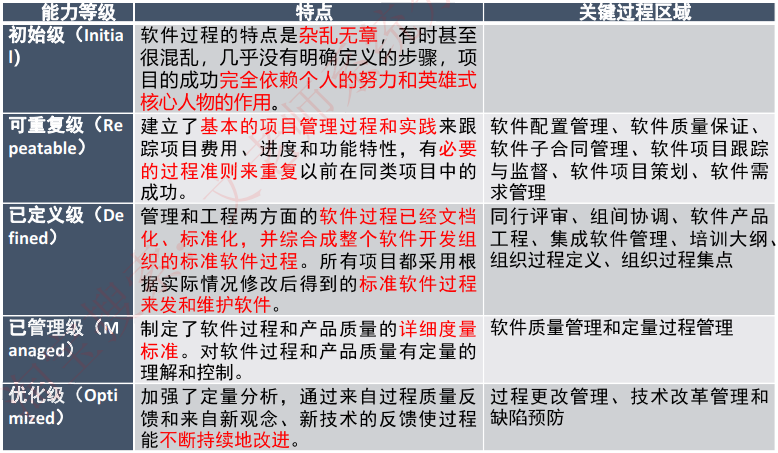 能力等级 特点 关键过程区域
初始级（Initia
l）
软件过程的特点是杂乱无章，有时甚至
很混乱，几乎没有明确定义的步骤，项
目的成功完全依赖个人的努力和英雄式
核心人物的作用。
可重复级（Re
peatable）
建立了基本的项目管理过程和实践来跟
踪项目费用、进度和功能特性，有必要
的过程准则来重复以前在同类项目中的
成功。
软件配置管理、软件质量保证、
软件子合同管理、软件项目跟踪
与监督、软件项目策划、软件需
求管理
已定义级（De
fined）
管理和工程两方面的软件过程已经文档
化、标准化，并综合成整个软件开发组
织的标准软件过程。所有项目都采用根
据实际情况修改后得到的标准软件过程
来发和维护软件。
同行评审、组间协调、软件产品
工程、集成软件管理、培训大纲、
组织过程定义、组织过程集点
已管理级（M
anaged）
制定了软件过程和产品质量的详细度量
标准。对软件过程和产品质量有定量的
理解和控制。
软件质量管理和定量过程管理
优化级（Opti
mized）
加强了定量分析，通过来自过程质量反
馈和来自新观念、新技术的反馈使过程
能不断持续地改进。
过程更改管理、技术改革管理和
缺陷预防